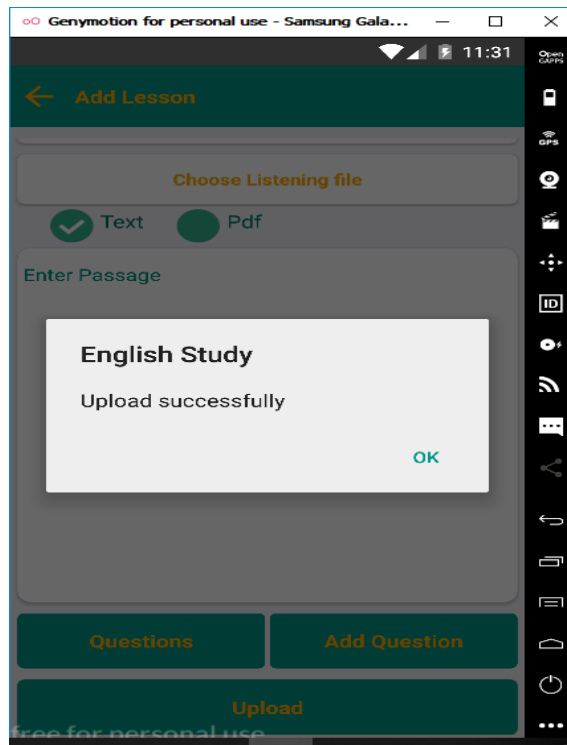 Genymotion for personal use - Samsung Gala...
11:31
Open
GAPPS
Add Lesson
GPS
Choose Listening file
Text
Pdf
Enter Passage
ID
English Study
Upload successfully
OK
Questions
Add Question
Upload
free for personal use